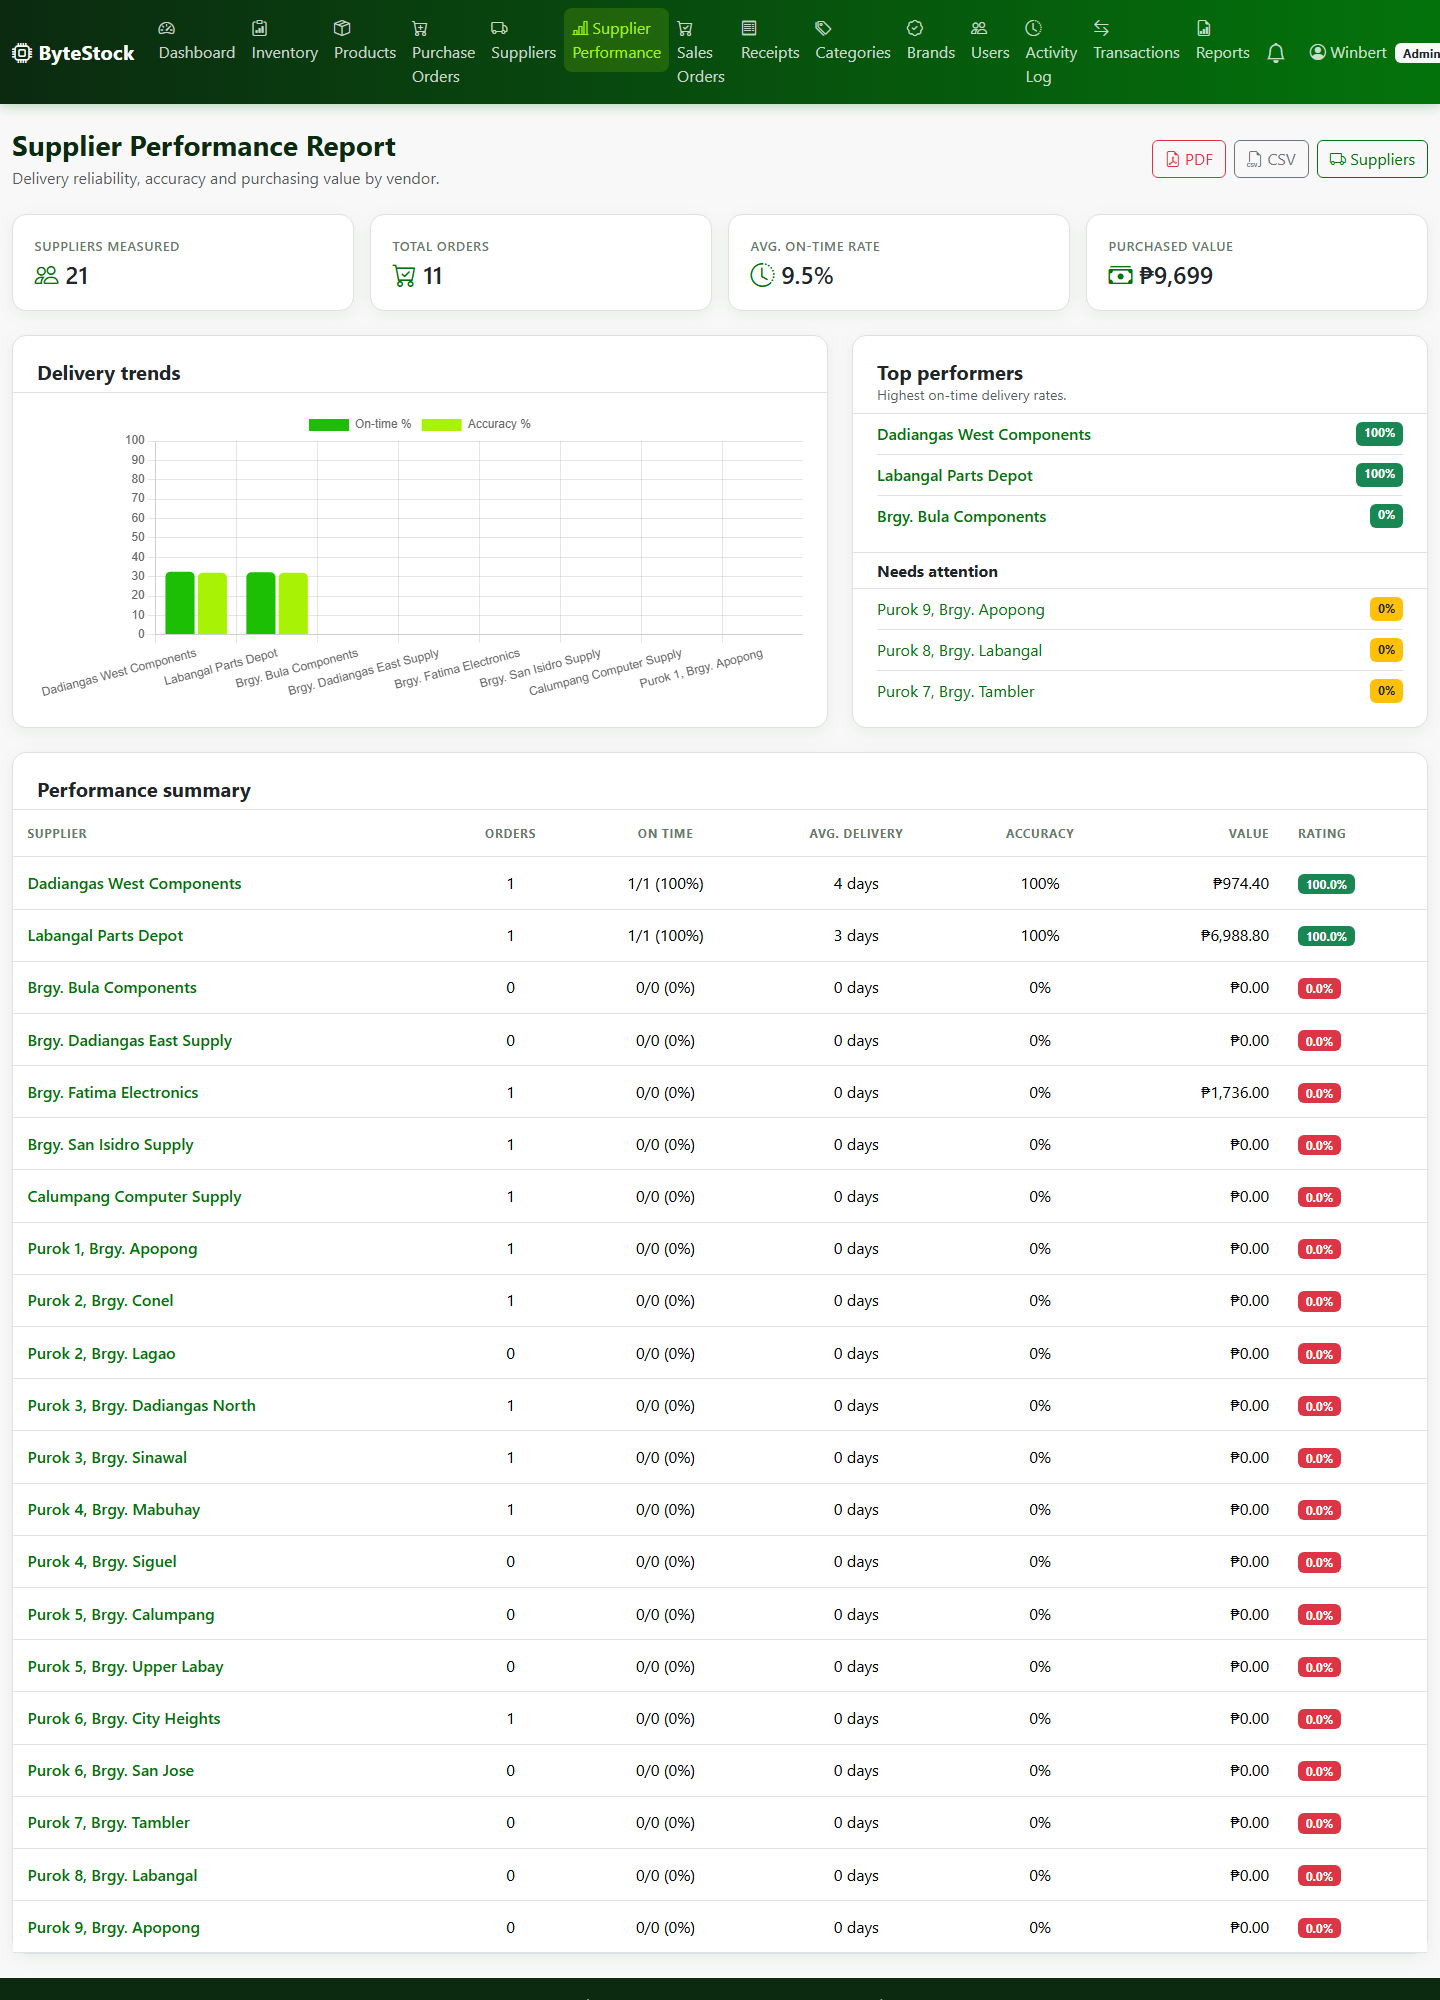 ByteStock
Dashboard
Inventory
Products
Purchase Orders
Suppliers
Supplier Performance
Sales Orders
Receipts
Categories
Brands
Users
Activity Log
Transactions
Reports
Winbert
Admin
Supplier Performance Report
Delivery reliability, accuracy and purchasing value by vendor.
PDF
CSV
Suppliers
SUPPLIERS MEASURED
21
TOTAL ORDERS
11
AVG. ON-TIME RATE
9.5%
PURCHASED VALUE
₱9,699
Delivery trends
On-time % Accuracy %
100
90
80
70
60
50
40
30
20
10
0
Dadiangas West Components
Labangal Parts Depot
Brgy. Bula Components
Brgy. Dadiangas East Supply
Brgy. Fatima Electronics
Brgy. San Isidro Supply
Calumpang Computer Supply
Purok 1, Brgy. Apopong
Top performers
Highest on-time delivery rates.
Dadiangas West Components 100%
Labangal Parts Depot 100%
Brgy. Bula Components 0%
Needs attention
Purok 9, Brgy. Apopong 0%
Purok 8, Brgy. Labangal 0%
Purok 7, Brgy. Tambler 0%
Performance summary
SUPPLIER ORDERS ON TIME AVG. DELIVERY ACCURACY VALUE RATING
Dadiangas West Components 1 1/1 (100%) 4 days 100% ₱974.40 100.0%
Labangal Parts Depot 1 1/1 (100%) 3 days 100% ₱6,988.80 100.0%
Brgy. Bula Components 0 0/0 (0%) 0 days 0% ₱0.00 0.0%
Brgy. Dadiangas East Supply 0 0/0 (0%) 0 days 0% ₱0.00 0.0%
Brgy. Fatima Electronics 1 0/0 (0%) 0 days 0% ₱1,736.00 0.0%
Brgy. San Isidro Supply 1 0/0 (0%) 0 days 0% ₱0.00 0.0%
Calumpang Computer Supply 1 0/0 (0%) 0 days 0% ₱0.00 0.0%
Purok 1, Brgy. Apopong 1 0/0 (0%) 0 days 0% ₱0.00 0.0%
Purok 2, Brgy. Conel 1 0/0 (0%) 0 days 0% ₱0.00 0.0%
Purok 2, Brgy. Lagao 0 0/0 (0%) 0 days 0% ₱0.00 0.0%
Purok 3, Brgy. Dadiangas North 1 0/0 (0%) 0 days 0% ₱0.00 0.0%
Purok 3, Brgy. Sinawal 1 0/0 (0%) 0 days 0% ₱0.00 0.0%
Purok 4, Brgy. Mabuhay 1 0/0 (0%) 0 days 0% ₱0.00 0.0%
Purok 4, Brgy. Siguel 0 0/0 (0%) 0 days 0% ₱0.00 0.0%
Purok 5, Brgy. Calumpang 0 0/0 (0%) 0 days 0% ₱0.00 0.0%
Purok 5, Brgy. Upper Labay 0 0/0 (0%) 0 days 0% ₱0.00 0.0%
Purok 6, Brgy. City Heights 1 0/0 (0%) 0 days 0% ₱0.00 0.0%
Purok 6, Brgy. San Jose 0 0/0 (0%) 0 days 0% ₱0.00 0.0%
Purok 7, Brgy. Tambler 0 0/0 (0%) 0 days 0% ₱0.00 0.0%
Purok 8, Brgy. Labangal 0 0/0 (0%) 0 days 0% ₱0.00 0.0%
Purok 9, Brgy. Apopong 0 0/0 (0%) 0 days 0% ₱0.00 0.0%